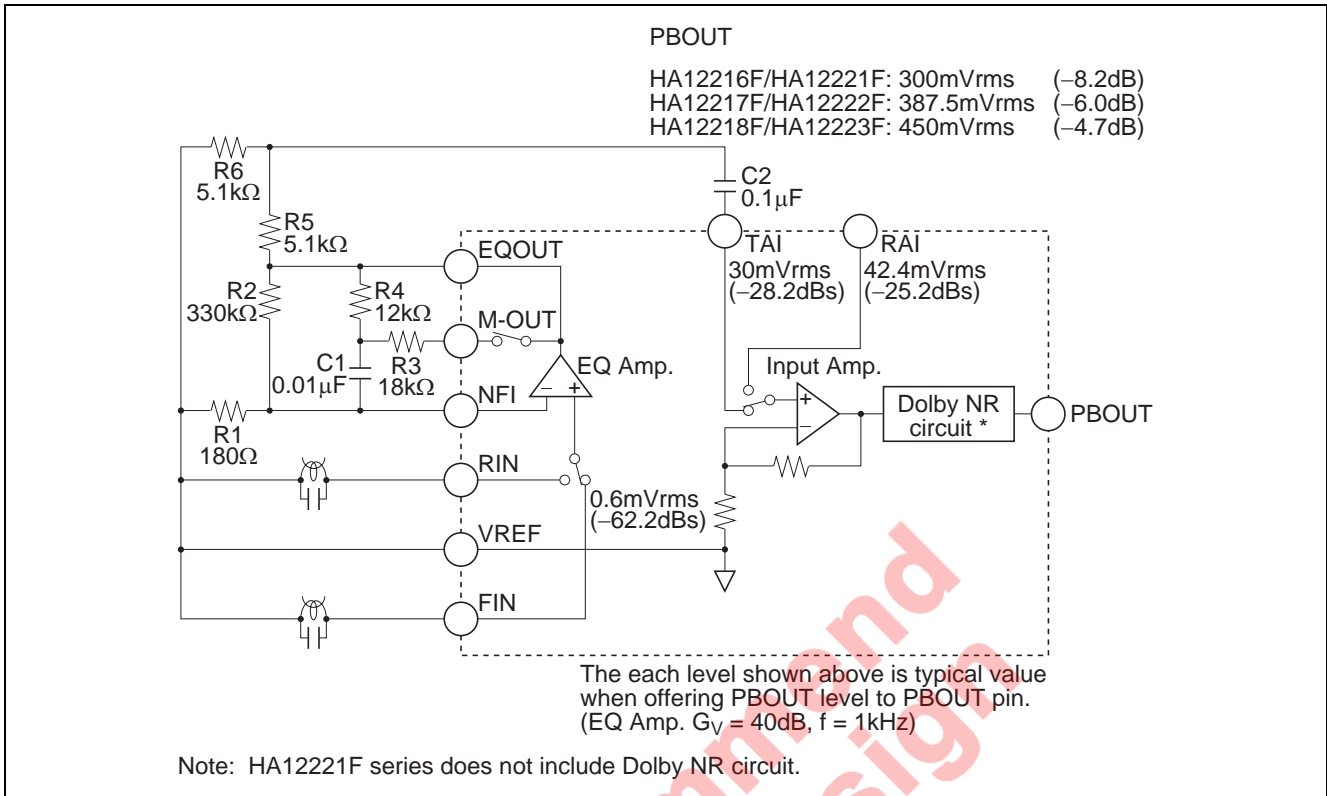 PBOUT
HA12216F/HA12221F: 300mVrms (−8.2dB)
HA12217F/HA12222F: 387.5mVrms (−6.0dB)
HA12218F/HA12223F: 450mVrms (−4.7dB)
R6
5.1kΩ
C2
0.1µF
R5
5.1kΩ
TAI
RAI
EQOUT
30mVrms
(−28.2dBs)
42.4mVrms
(−25.2dBs)
R2
330kΩ
R4
12kΩ
M-OUT
C1
0.01µF
R3
18kΩ
EQ Amp.
Input Amp.
NFI
− +
+
−
Dolby NR
circuit *
PBOUT
R1
180Ω
RIN
0.6mVrms
(−62.2dBs)
VREF
FIN
The each level shown above is typical value
when offering PBOUT level to PBOUT pin.
(EQ Amp. GV = 40dB, f = 1kHz)
Note: HA12221F series does not include Dolby NR circuit.
mmend
sign